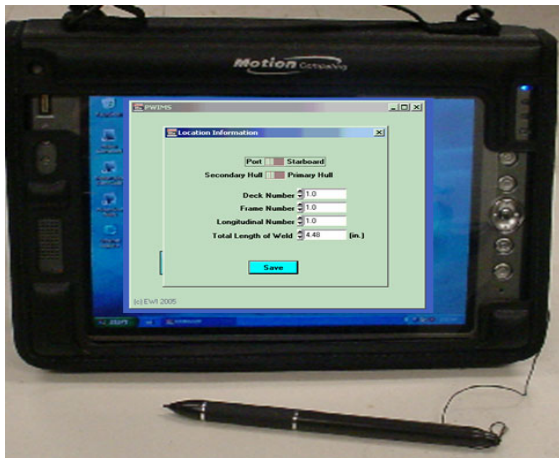 Motion Computing
PWIMS
Location Information
Port Starboard
Secondary Hull Primary Hull
Deck Number 1.0
Frame Number 1.0
Longitudinal Number 1.0
Total Length of Weld 4.48 (in.)
Save
(c) EWI 2005
start